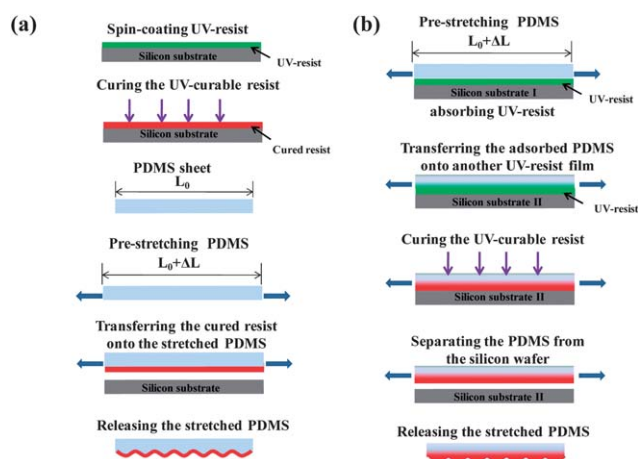 (a)
Spin-coating UV-resist
Silicon substrate
UV-resist
Curing the UV-curable resist
Silicon substrate
Cured resist
PDMS sheet
L₀
Pre-stretching PDMS
L₀+ΔL
Transferring the cured resist
onto the stretched PDMS
Silicon substrate
Releasing the stretched PDMS
(b)
Pre-stretching PDMS
L₀+ΔL
Silicon substrate I
UV-resist
absorbing UV-resist
Transferring the adsorbed PDMS
onto another UV-resist film
Silicon substrate II
UV-resist
Curing the UV-curable resist
Silicon substrate II
Separating the PDMS from
the silicon wafer
Silicon substrate II
Releasing the stretched PDMS